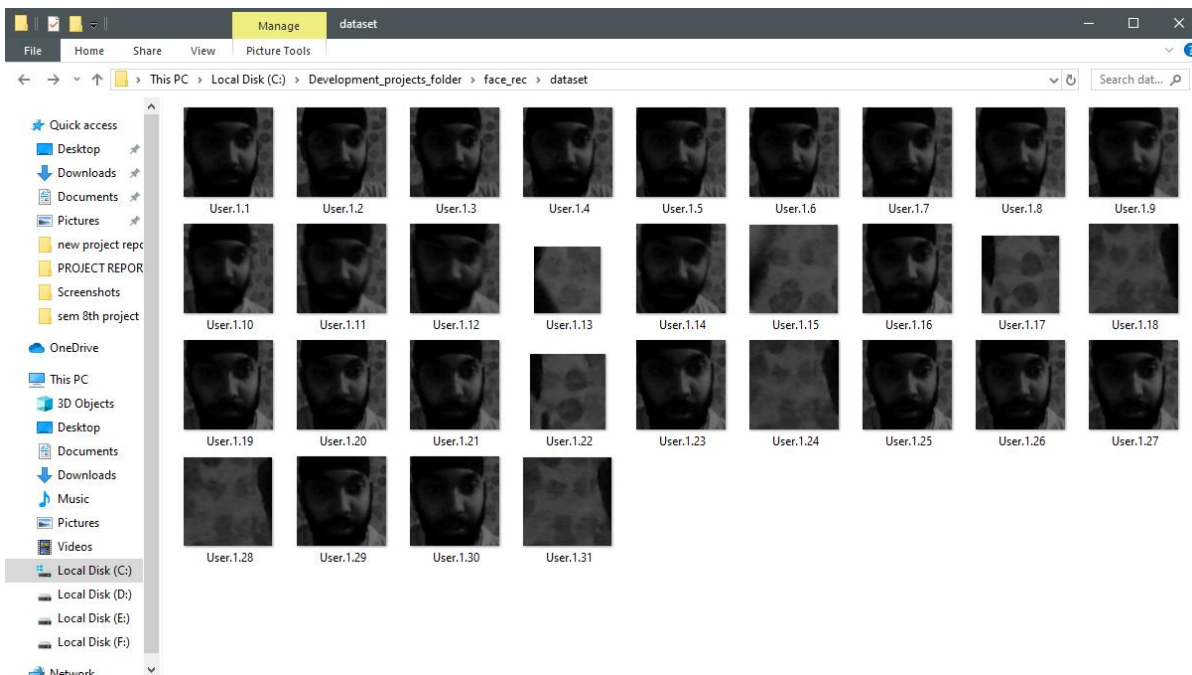 Manage dataset
File Home Share View Picture Tools
This PC > Local Disk (C:) > Development_projects_folder > face_rec > dataset
Search dat...
Quick access
Desktop
Downloads
Documents
Pictures
new project repc
PROJECT REPOR
Screenshots
sem 8th project
OneDrive
This PC
3D Objects
Desktop
Documents
Downloads
Music
Pictures
Videos
Local Disk (C:)
Local Disk (D:)
Local Disk (E:)
Local Disk (F:)
Network
User.1.1 User.1.2 User.1.3 User.1.4 User.1.5 User.1.6 User.1.7 User.1.8 User.1.9
User.1.10 User.1.11 User.1.12 User.1.13 User.1.14 User.1.15 User.1.16 User.1.17 User.1.18
User.1.19 User.1.20 User.1.21 User.1.22 User.1.23 User.1.24 User.1.25 User.1.26 User.1.27
User.1.28 User.1.29 User.1.30 User.1.31